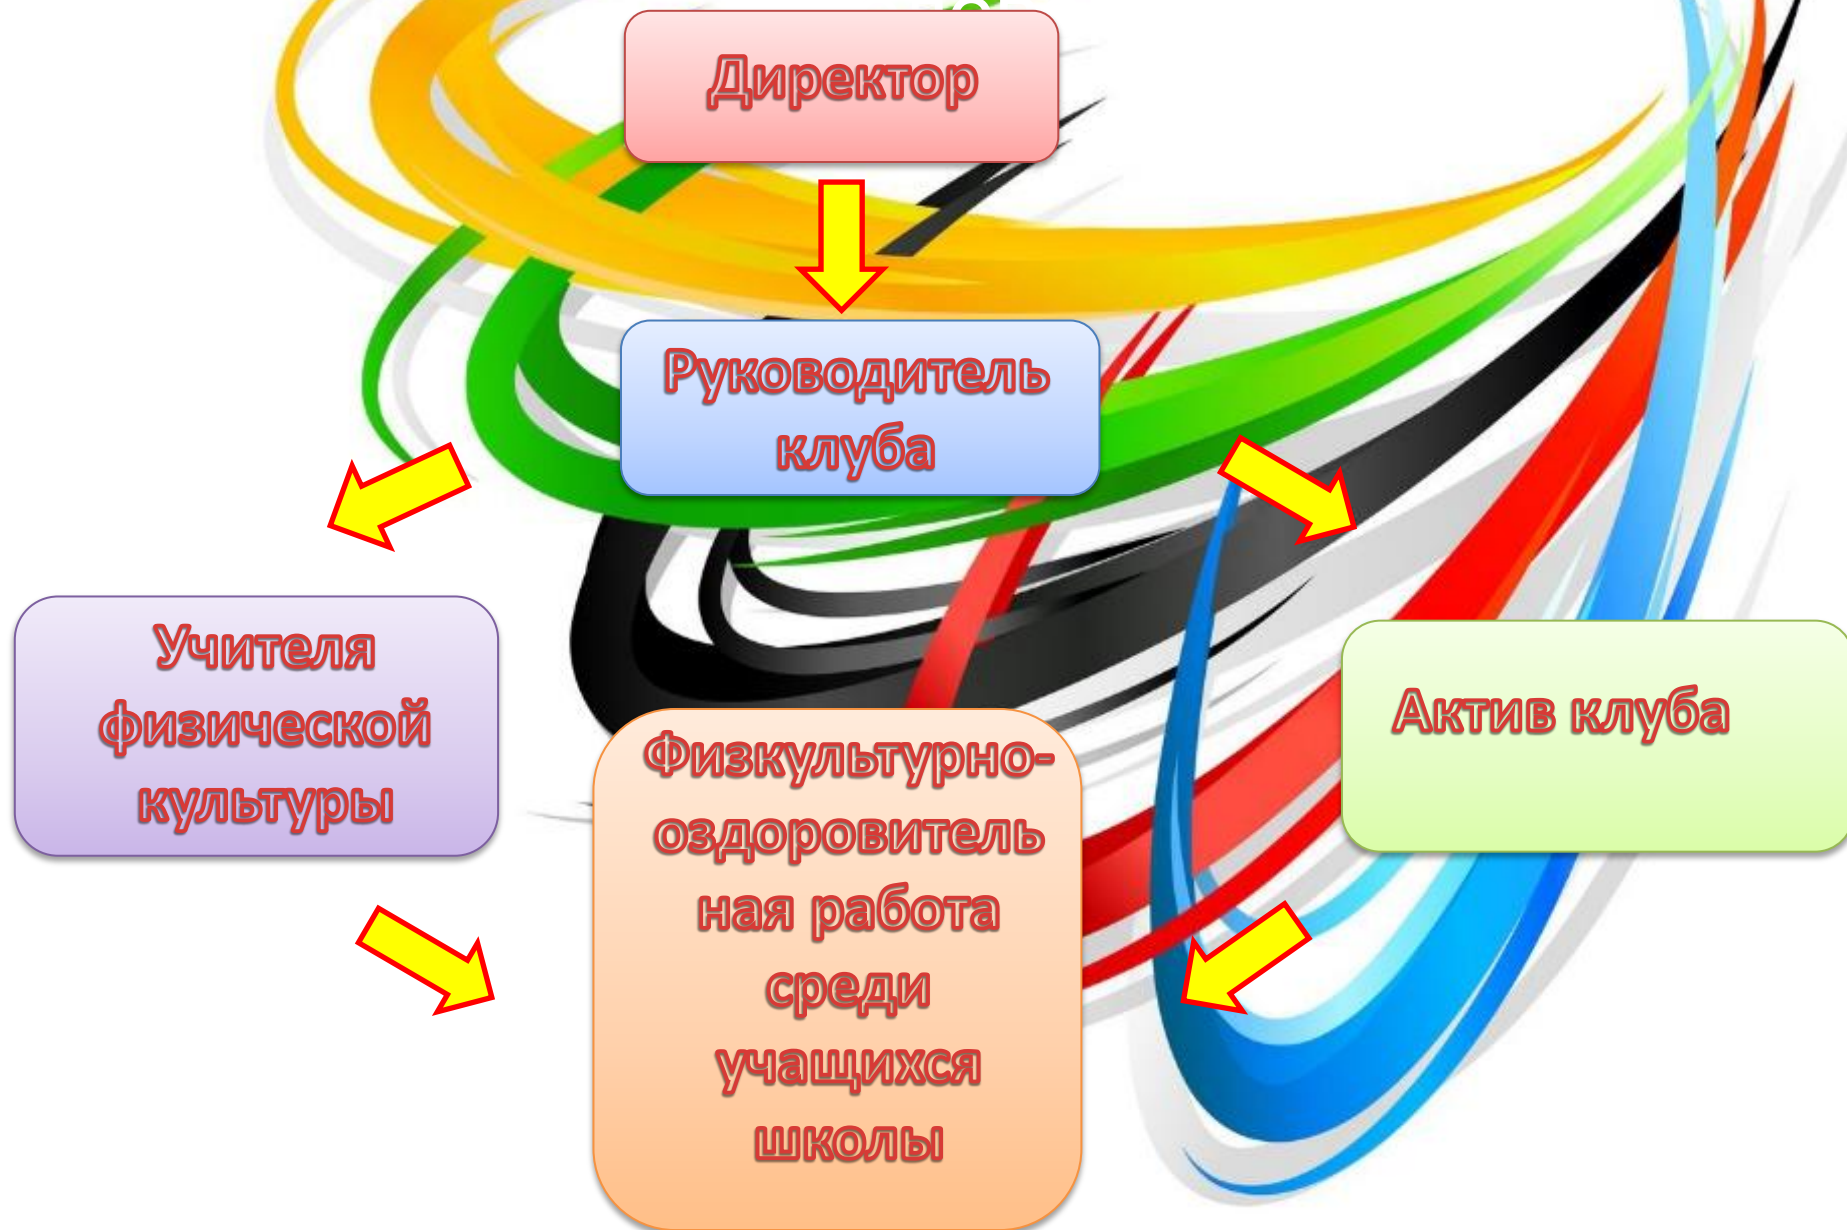 Директор
Руководитель
клуба
Учителя
физической
культуры
Физкультурно-
оздоровитель
ная работа
среди
учащихся
школы
Актив клуба